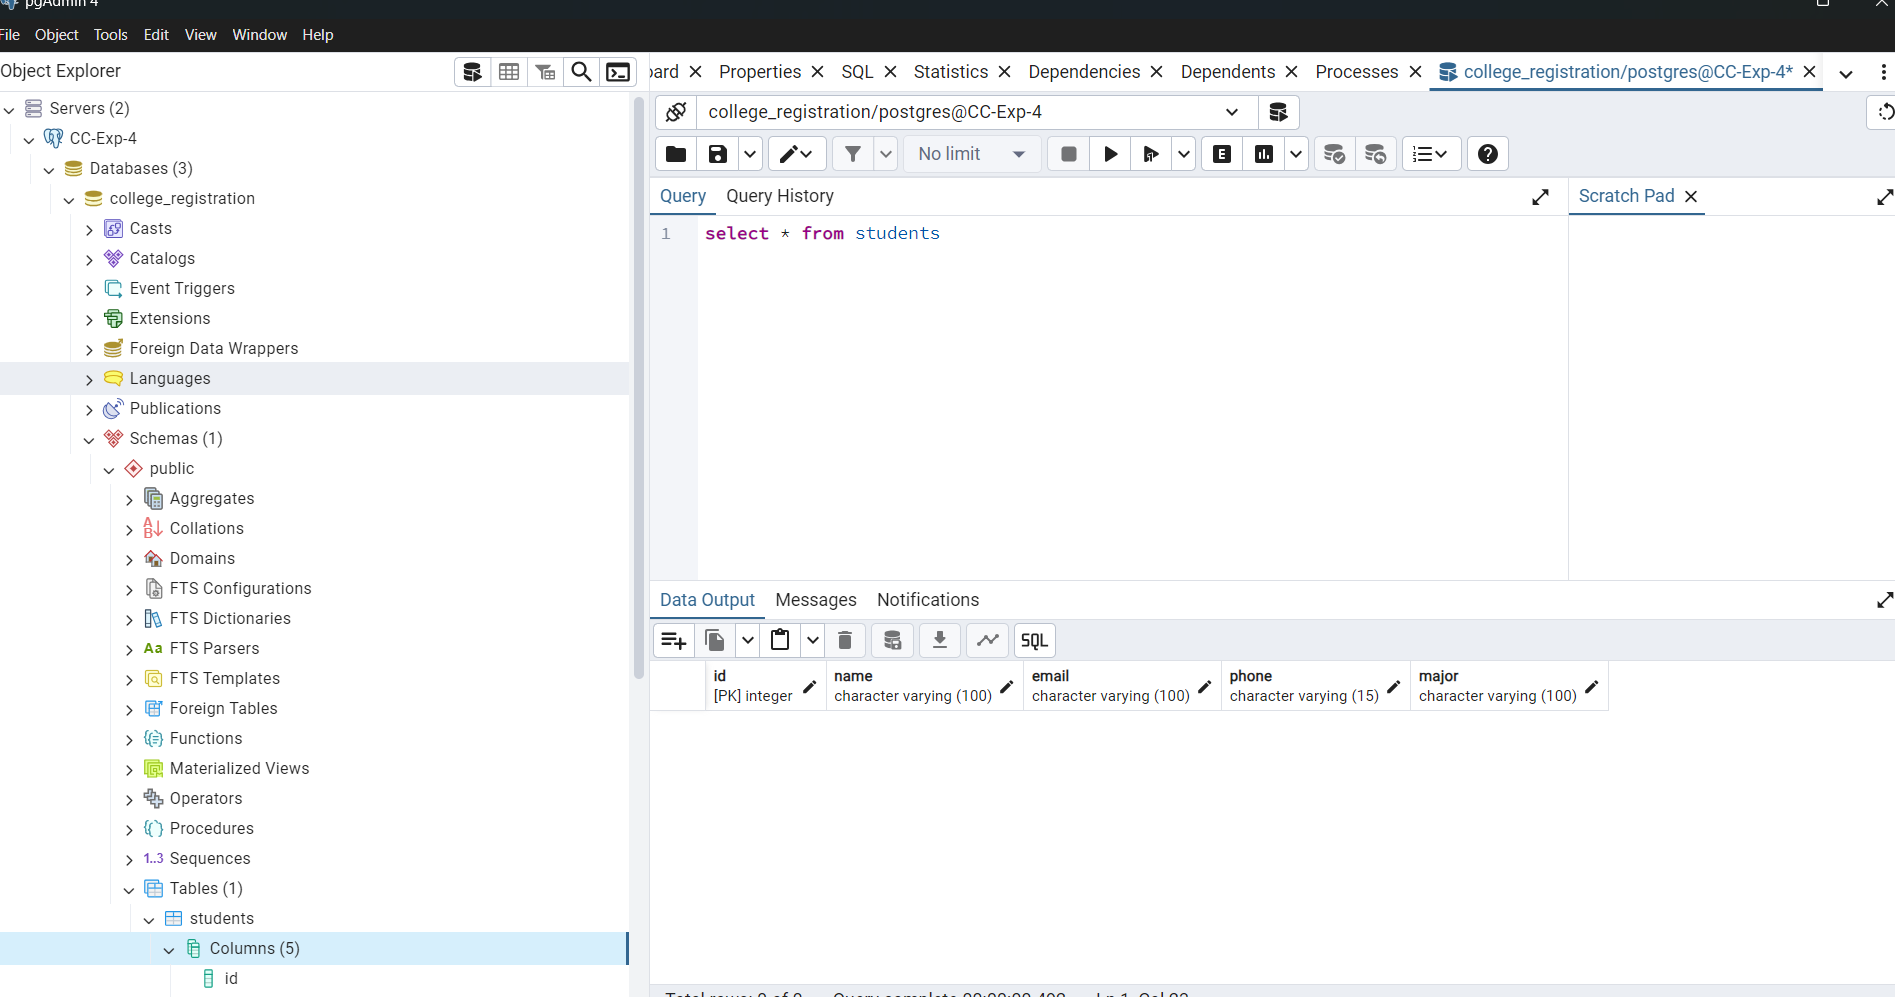 pgAdmin 4
File Object Tools Edit View Window Help
Object Explorer
Servers (2)
CC-Exp-4
Databases (3)
college_registration
Casts
Catalogs
Event Triggers
Extensions
Foreign Data Wrappers
Languages
Publications
Schemas (1)
public
Aggregates
Collations
Domains
FTS Configurations
FTS Dictionaries
Aa FTS Parsers
FTS Templates
Foreign Tables
Functions
Materialized Views
Operators
Procedures
1..3 Sequences
Tables (1)
students
Columns (5)
id
oard Properties SQL Statistics Dependencies Dependents Processes college_registration/postgres@CC-Exp-4*
college_registration/postgres@CC-Exp-4
No limit E
Query Query History Scratch Pad
1 select * from students
Data Output Messages Notifications
SQL
id name email phone major
[PK] integer character varying (100) character varying (100) character varying (15) character varying (100)